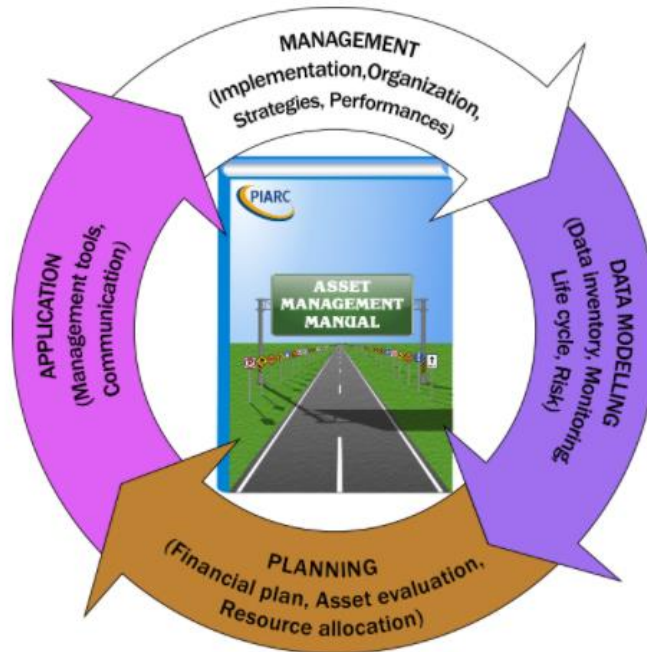 MANAGEMENT
(Implementation,Organization,
Strategies, Performances)
DATA MODELLING
(Data inventory, Monitoring,
Life cycle, Risk)
PLANNING
(Financial plan, Asset evaluation,
Resource allocation)
APPLICATION
(Management tools,
Communication)
PIARC
ASSET
MANAGEMENT
MANUAL